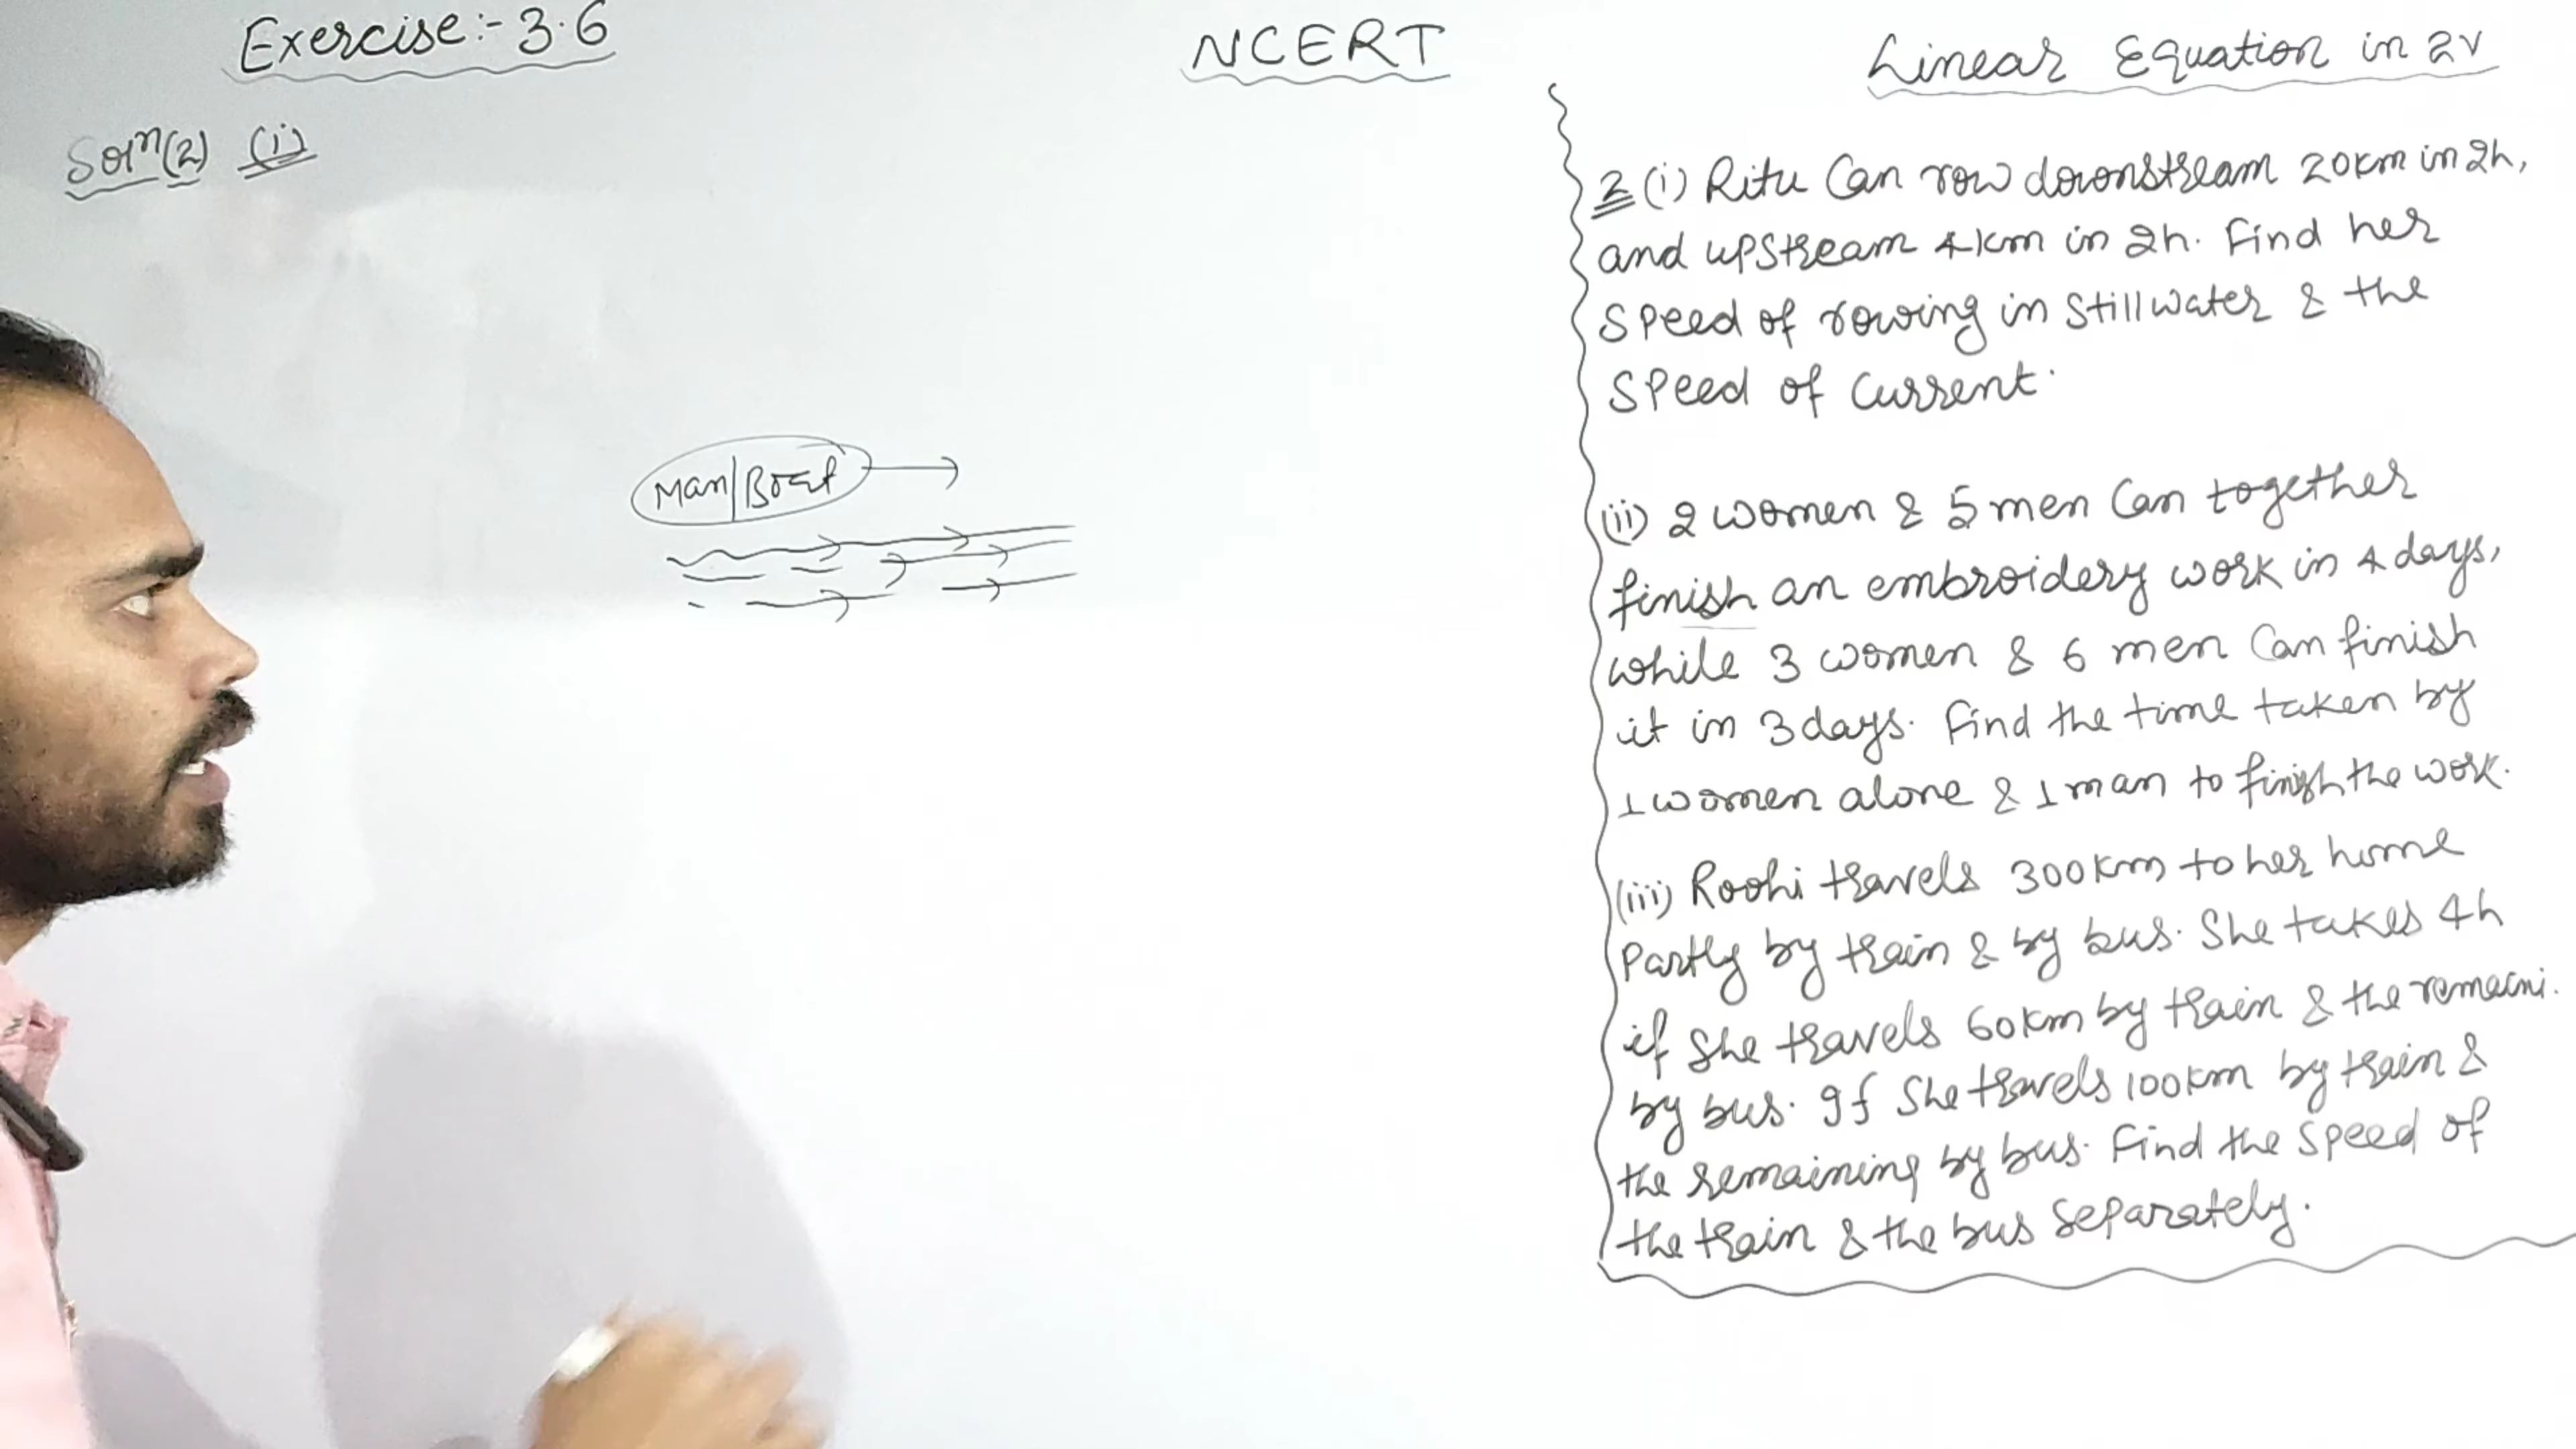 Exercise:- 3.6
NCERT
Linear Equation in 2V
Solⁿ(2) (i)
Man|Boat
2 (i) Ritu Can row downstream 20km in 2h,
and upstream 4km in 2h. Find her
Speed of rowing in Still water & the
Speed of Current.
(ii) 2 women & 5 men Can together
finish an embroidery work in 4 days,
while 3 women & 6 men Can finish
it in 3 days. Find the time taken by
1 women alone & 1 man to finish the work.
(iii) Roohi travels 300km to her home
Partly by train & by bus. She takes 4h
if She travels 60km by train & the remaini.
by bus. If She travels 100km by train &
the remaining by bus. Find the Speed of
the train & the bus Separately.